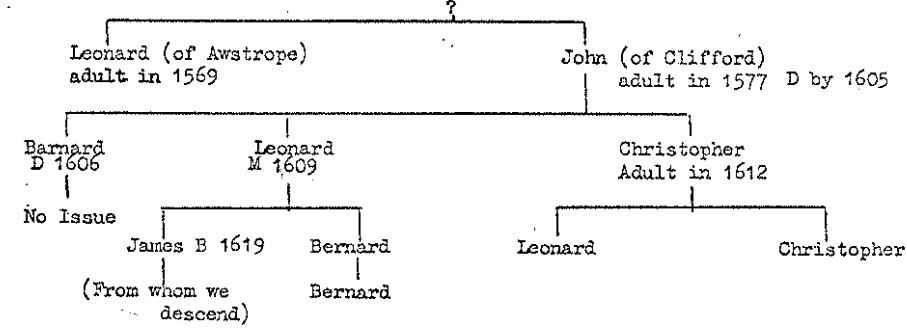 ?
Leonard (of Awstrope)
adult in 1569
John (of Clifford)
adult in 1577 D by 1605
Barnard
D 1606
Leonard
M 1609
Christopher
Adult in 1612
No Issue
James B 1619
Bernard
Leonard
Christopher
(From whom we
descend)
Bernard